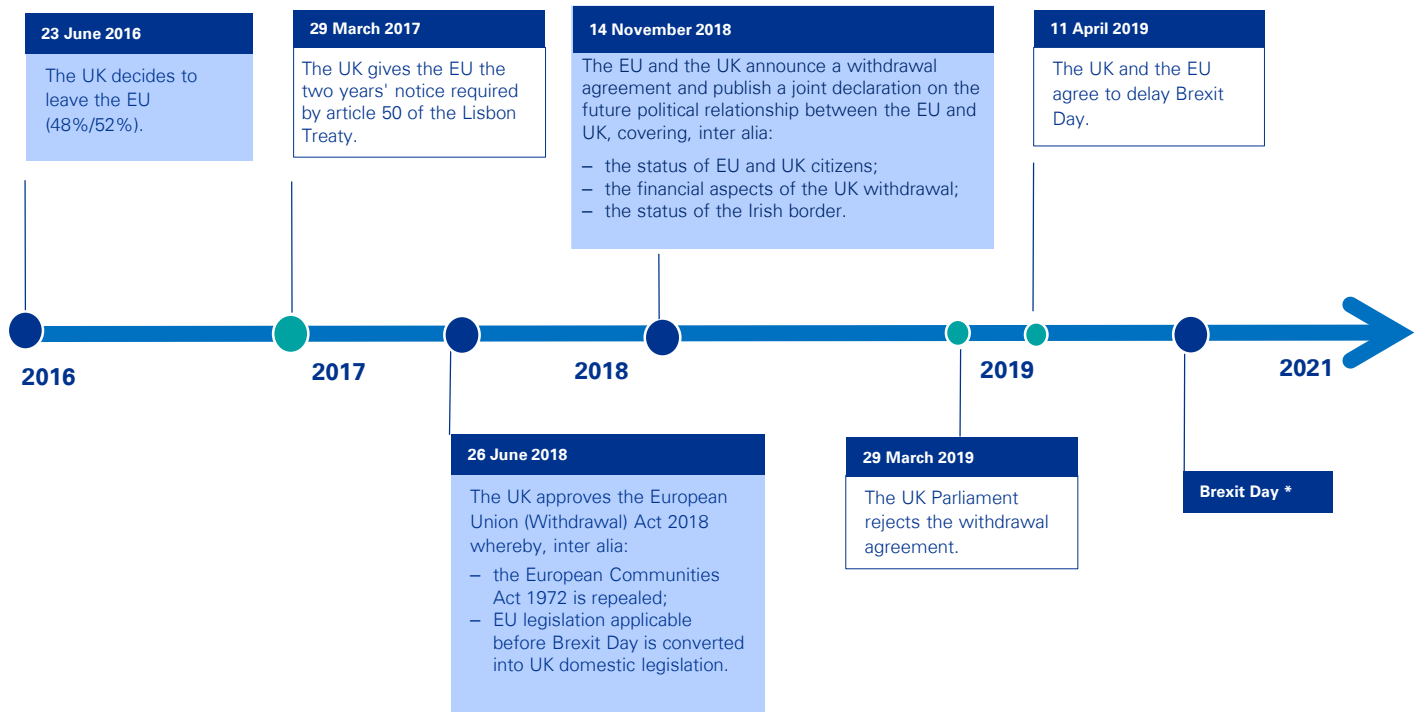 23 June 2016
The UK decides to
leave the EU
(48%/52%).
29 March 2017
The UK gives the EU the
two years' notice required
by article 50 of the Lisbon
Treaty.
14 November 2018
The EU and the UK announce a withdrawal
agreement and publish a joint declaration on the
future political relationship between the EU and
UK, covering, inter alia:
– the status of EU and UK citizens;
– the financial aspects of the UK withdrawal;
– the status of the Irish border.
11 April 2019
The UK and the EU
agree to delay Brexit
Day.
2016
2017
2018
2019
2021
26 June 2018
The UK approves the European
Union (Withdrawal) Act 2018
whereby, inter alia:
– the European Communities
Act 1972 is repealed;
– EU legislation applicable
before Brexit Day is converted
into UK domestic legislation.
29 March 2019
The UK Parliament
rejects the withdrawal
agreement.
Brexit Day *